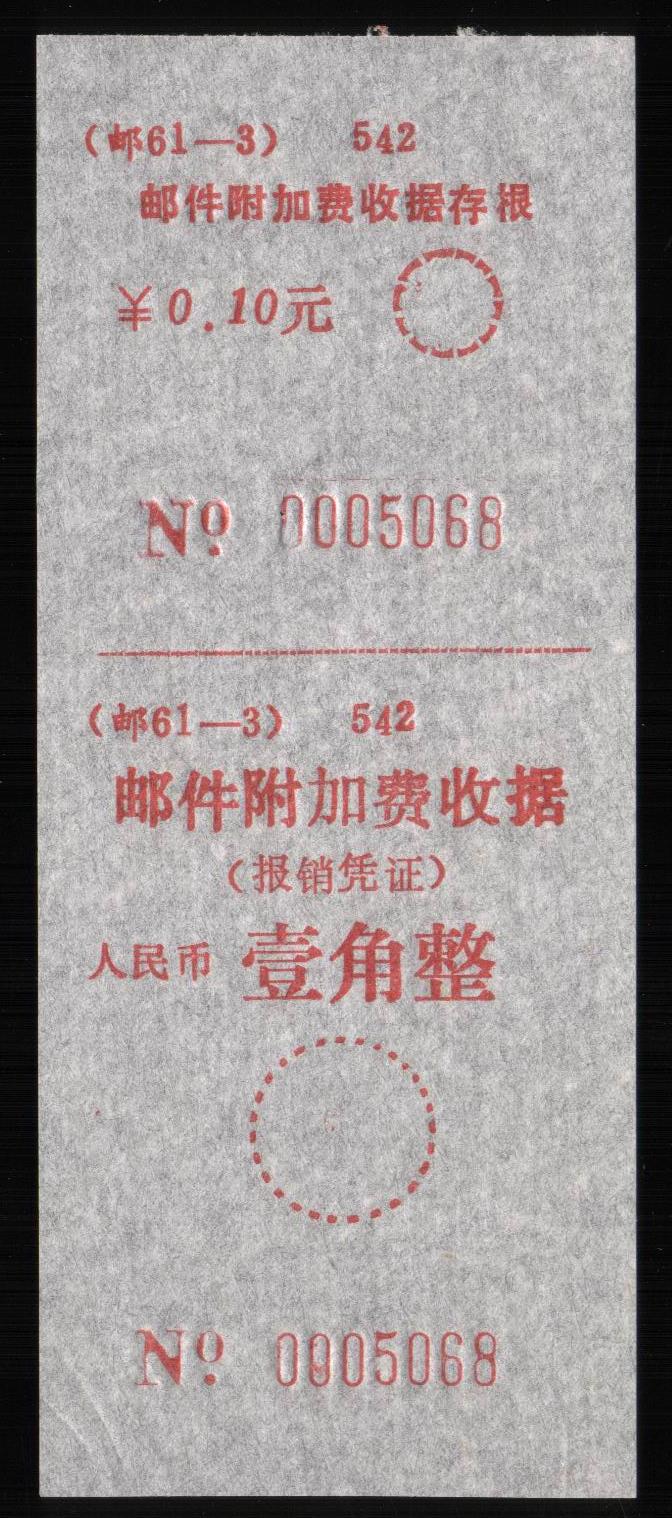 （邮61—3） 542
邮件附加费收据存根
￥0.10元
Nº 0005068
（邮61—3） 542
邮件附加费收据
（报销凭证）
人民币 壹角整
Nº 0005068